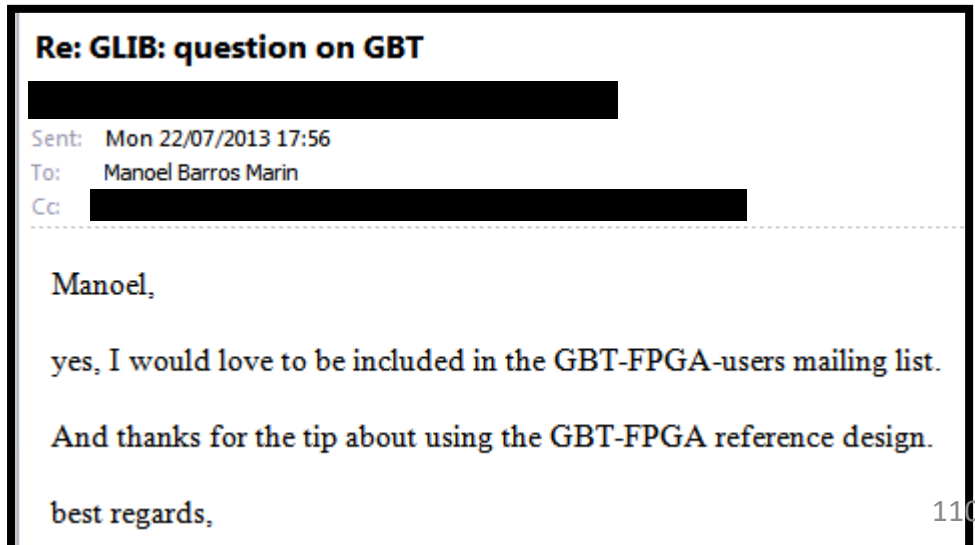 Re: GLIB: question on GBT
Sent: Mon 22/07/2013 17:56
To: Manoel Barros Marin
Cc:
Manoel,
yes, I would love to be included in the GBT-FPGA-users mailing list.
And thanks for the tip about using the GBT-FPGA reference design.
best regards,
110